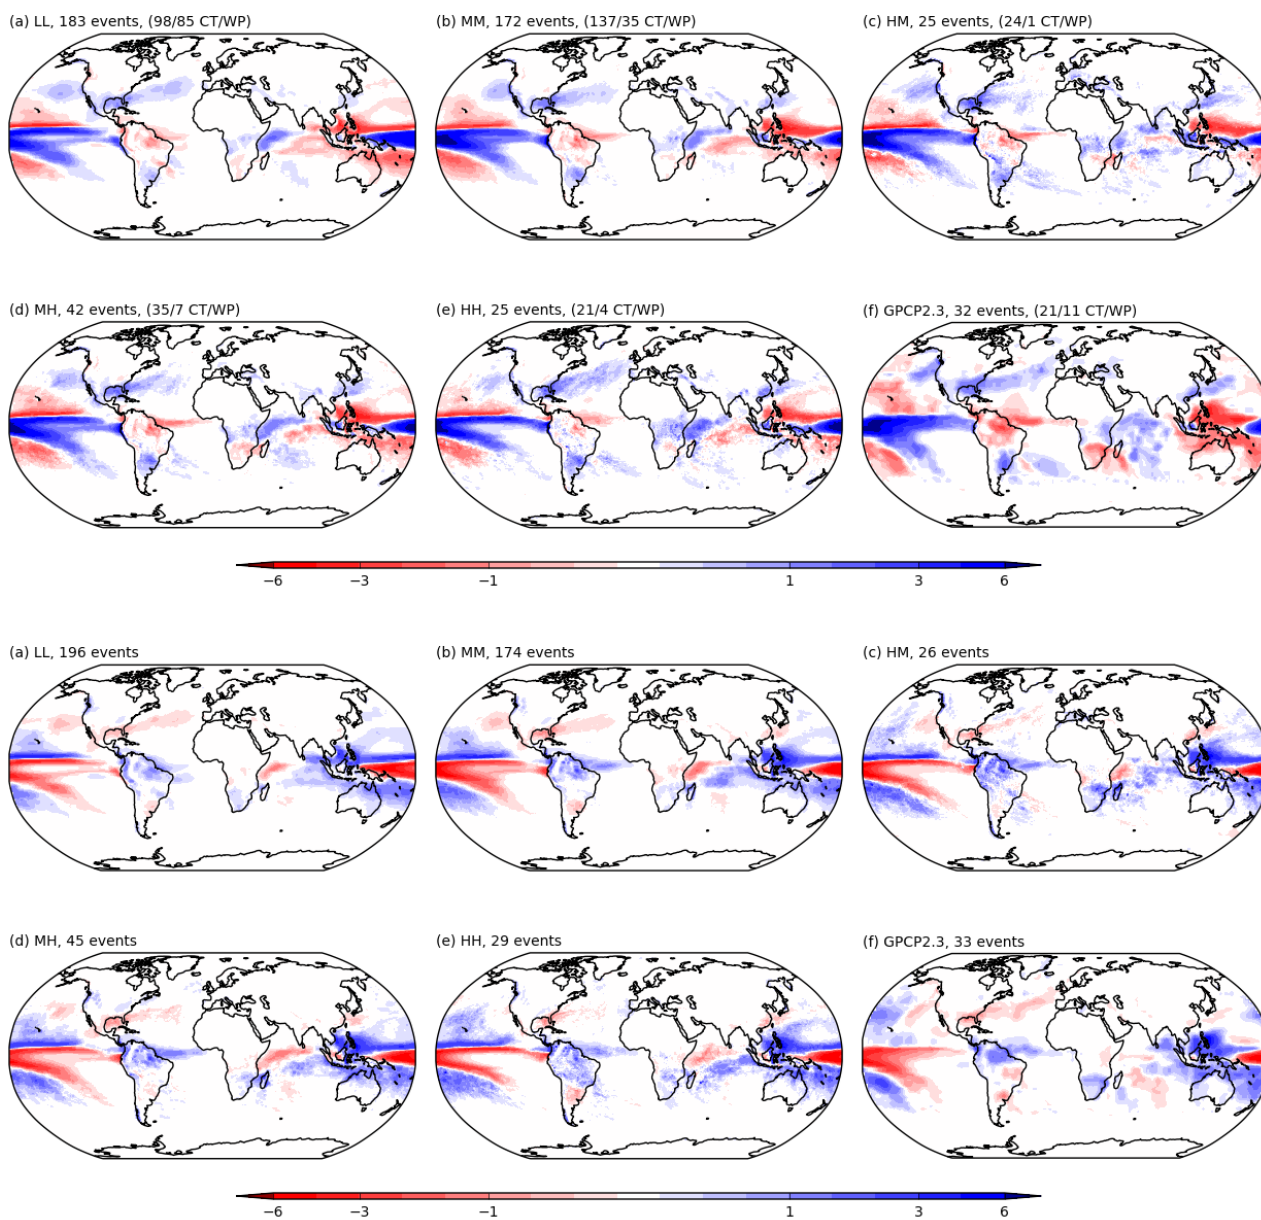 (a) LL, 183 events, (98/85 CT/WP)
(b) MM, 172 events, (137/35 CT/WP)
(c) HM, 25 events, (24/1 CT/WP)
(d) MH, 42 events, (35/7 CT/WP)
(e) HH, 25 events, (21/4 CT/WP)
(f) GPCP2.3, 32 events, (21/11 CT/WP)
−6 −3 −1 1 3 6
(a) LL, 196 events
(b) MM, 174 events
(c) HM, 26 events
(d) MH, 45 events
(e) HH, 29 events
(f) GPCP2.3, 33 events
−6 −3 −1 1 3 6